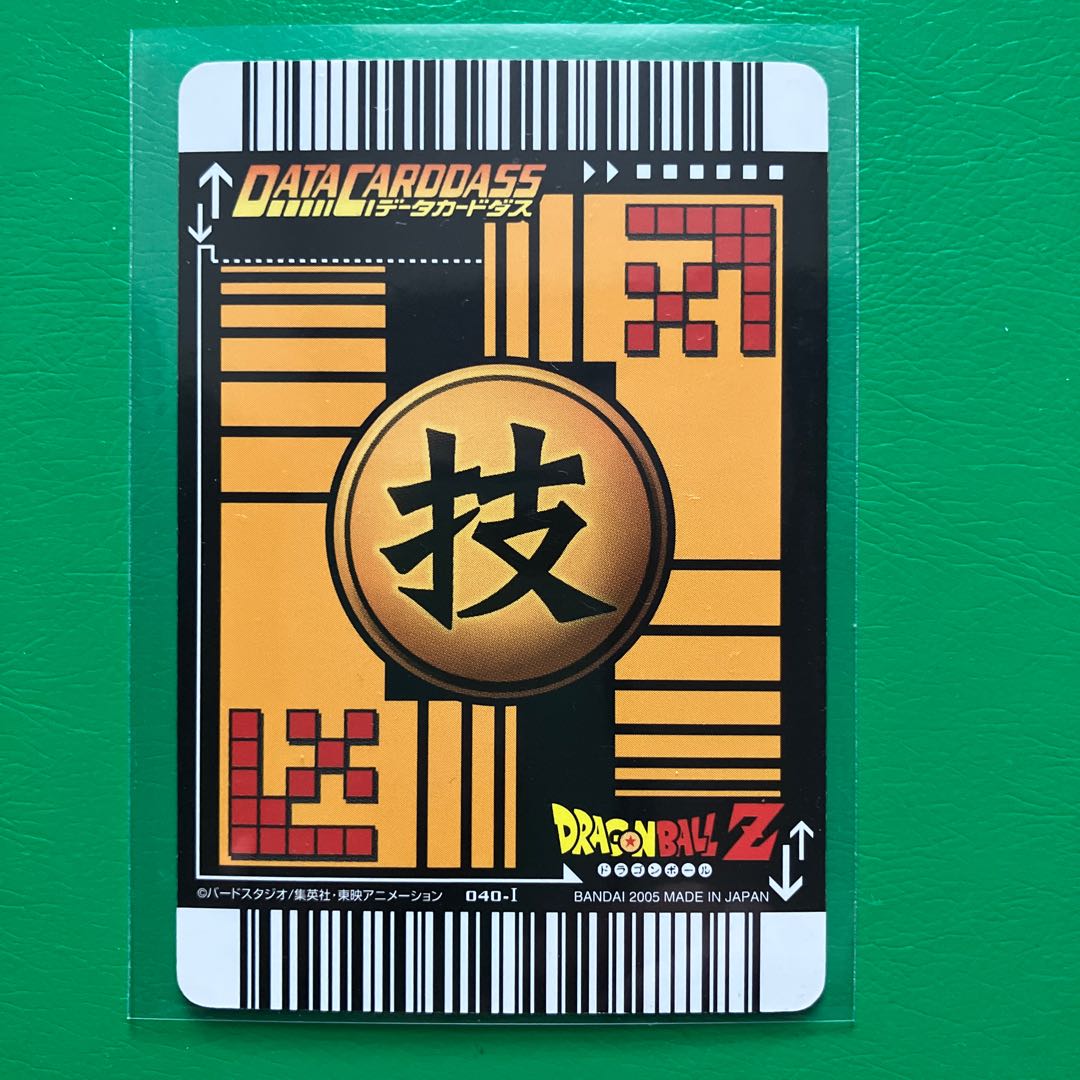 DATACARDDASS
データカードダス
技
DRAGONBALL Z
ドラゴンボール
©バードスタジオ/集英社・東映アニメーション 040-I BANDAI 2005 MADE IN JAPAN